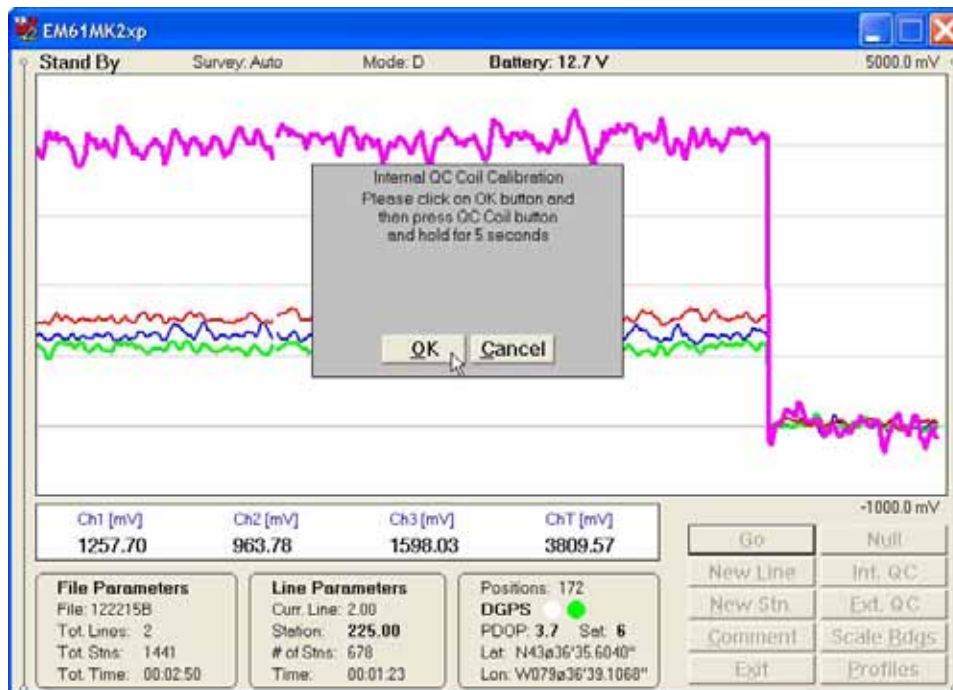 EM61MK2xp
Stand By Survey: Auto Mode: D Battery: 12.7 V 5000.0 mV
Internal QC Coil Calibration
Please click on OK button and
then press QC Coil button
and hold for 5 seconds
OK Cancel
-1000.0 mV
Ch1 [mV] Ch2 [mV] Ch3 [mV] ChT [mV]
1257.70 963.78 1598.03 3809.57
Go Null
New Line Int. QC
New Stn. Ext. QC
Comment Scale Rdgs
Exit Profiles
File Parameters
File: 122215B
Tot. Lines: 2
Tot. Stns: 1441
Tot. Time: 00:02:50
Line Parameters
Curr. Line: 2.00
Station: 225.00
# of Stns: 678
Time: 00:01:23
Positions: 172
DGPS
PDOP: 3.7 Sat: 6
Lat: N43ø36'35.6040"
Lon: W079ø36'39.1068"